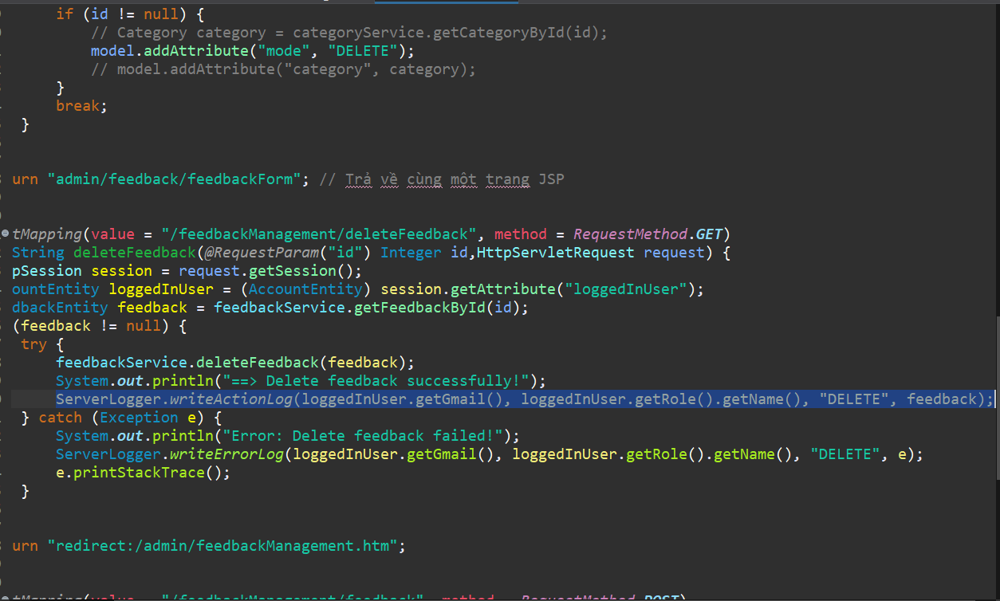 if (id != null) {
// Category category = categoryService.getCategoryById(id);
model.addAttribute("mode", "DELETE");
// model.addAttribute("category", category);
}
break;
}
urn "admin/feedback/feedbackForm"; // Trả về cùng một trang JSP
tMapping(value = "/feedbackManagement/deleteFeedback", method = RequestMethod.GET)
String deleteFeedback(@RequestParam("id") Integer id,HttpServletRequest request) {
pSession session = request.getSession();
ountEntity loggedInUser = (AccountEntity) session.getAttribute("loggedInUser");
dbackEntity feedback = feedbackService.getFeedbackById(id);
(feedback != null) {
try {
feedbackService.deleteFeedback(feedback);
System.out.println("==> Delete feedback successfully!");
ServerLogger.writeActionLog(loggedInUser.getGmail(), loggedInUser.getRole().getName(), "DELETE", feedback);
} catch (Exception e) {
System.out.println("Error: Delete feedback failed!");
ServerLogger.writeErrorLog(loggedInUser.getGmail(), loggedInUser.getRole().getName(), "DELETE", e);
e.printStackTrace();
}
urn "redirect:/admin/feedbackManagement.htm";
tMapping(value = "/feedbackManagement/feedback", method = RequestMethod.POST)